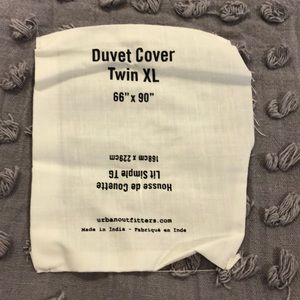 Duvet Cover
Twin XL
66" x 90"
Housse de Couette
Lit Simple TG
168cm x 229cm
urbanoutfitters.com
Made in India - Fabriqué en Inde